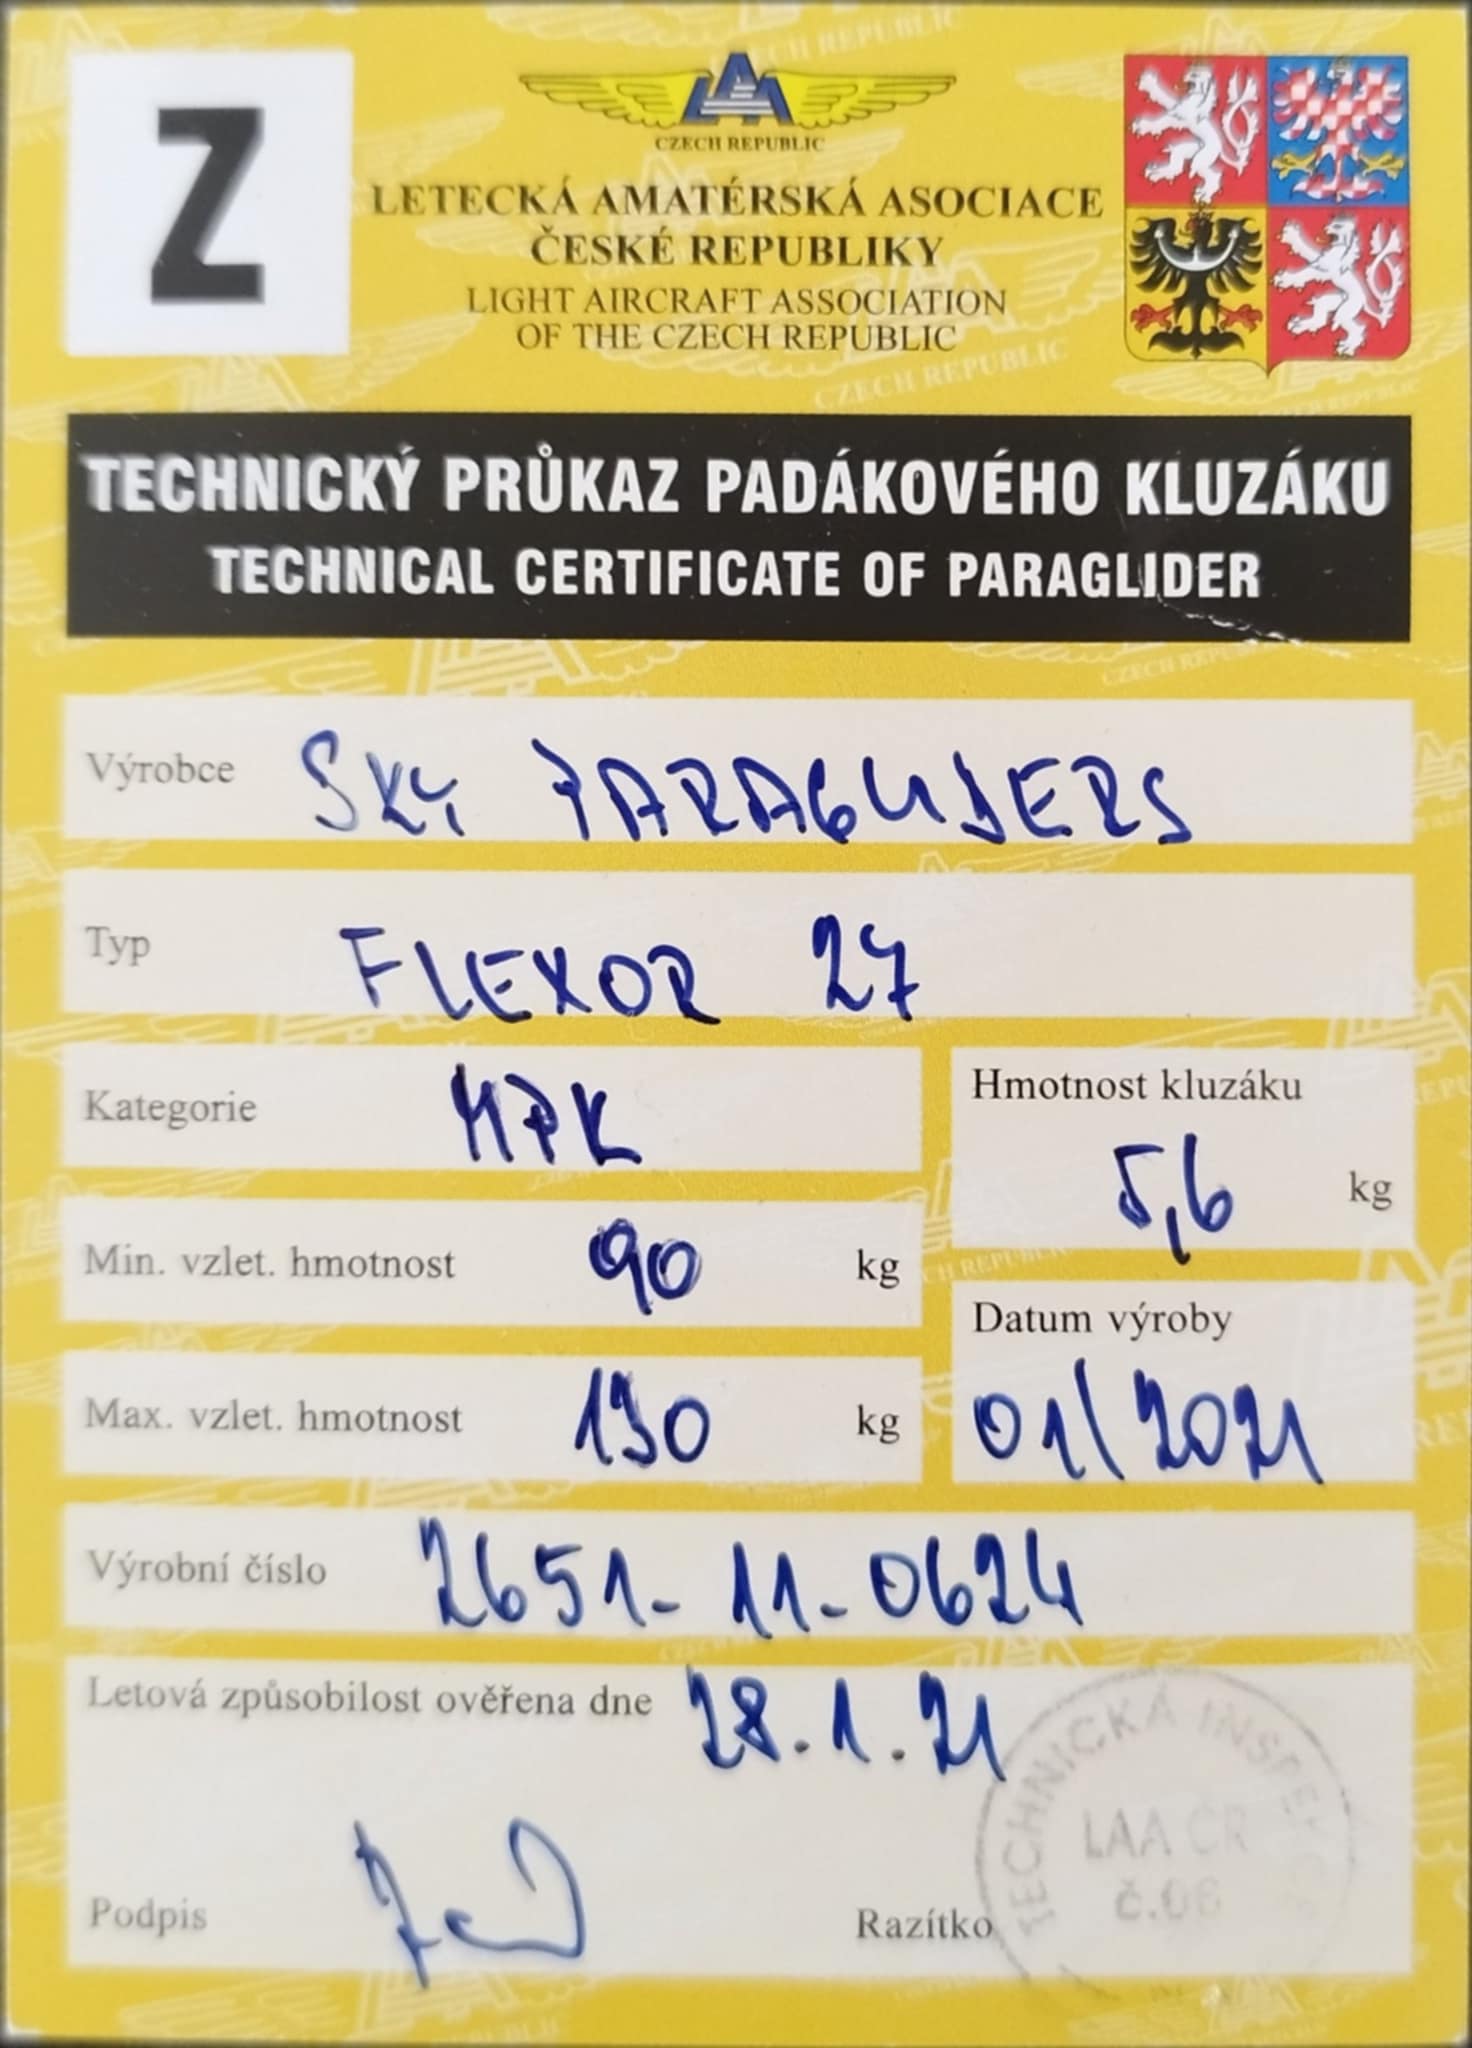 Z
CZECH REPUBLIC
LETECKÁ AMATÉRSKÁ ASOCIACE
ČESKÉ REPUBLIKY
LIGHT AIRCRAFT ASSOCIATION
OF THE CZECH REPUBLIC
TECHNICKÝ PRŮKAZ PADÁKOVÉHO KLUZÁKU
TECHNICAL CERTIFICATE OF PARAGLIDER
Výrobce SKY PARAGLIDERS
Typ FLEXOR 27
Kategorie MPK
Hmotnost kluzáku
5,6 kg
Min. vzlet. hmotnost 90 kg
Datum výroby
01/2021
Max. vzlet. hmotnost 130 kg
Výrobní číslo 2651-11-0624
Letová způsobilost ověřena dne 28.1.21
TECHNICKÁ
LAA ČR
Podpis
Razítko